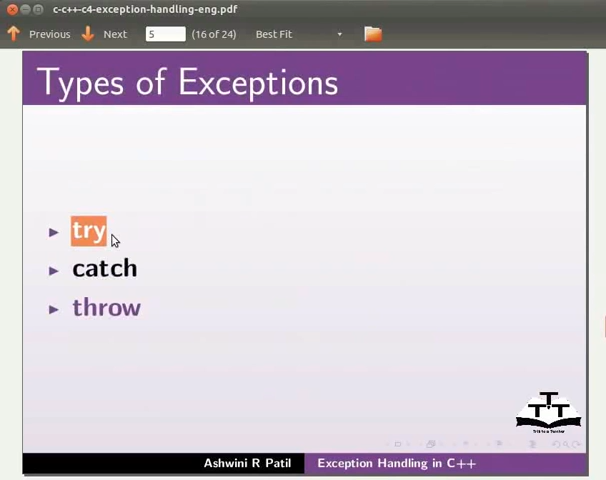 c-c++-c4-exception-handling-eng.pdf
Previous Next 5 (16 of 24) Best Fit
Types of Exceptions
try
catch
throw
Ashwini R Patil Exception Handling in C++